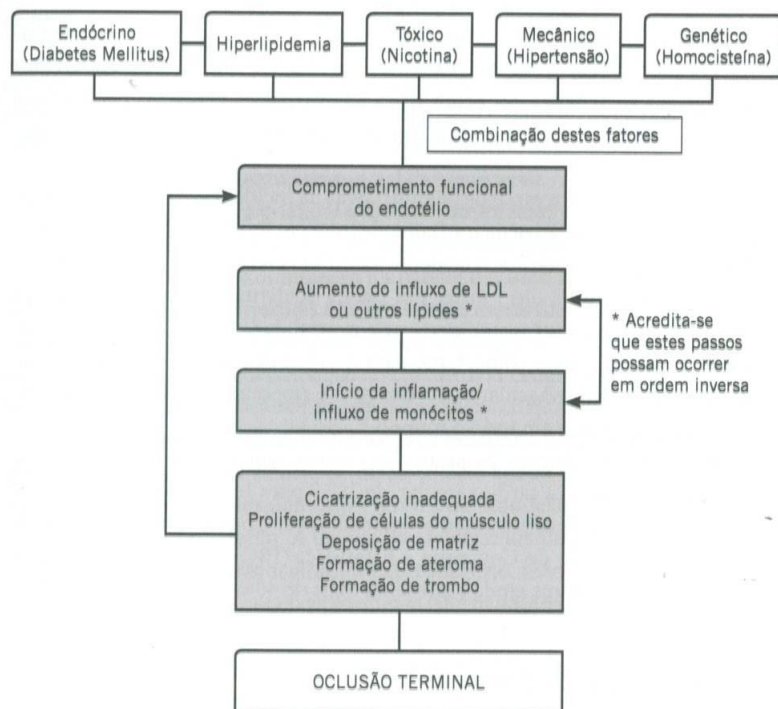 Endócrino
(Diabetes Mellitus)
Hiperlipidemia
Tóxico
(Nicotina)
Mecânico
(Hipertensão)
Genético
(Homocisteína)
Combinação destes fatores
Comprometimento funcional
do endotélio
Aumento do influxo de LDL
ou outros lípides *
* Acredita-se
que estes passos
possam ocorrer
em ordem inversa
Início da inflamação/
influxo de monócitos *
Cicatrização inadequada
Proliferação de células do músculo liso
Deposição de matriz
Formação de ateroma
Formação de trombo
OCLUSÃO TERMINAL